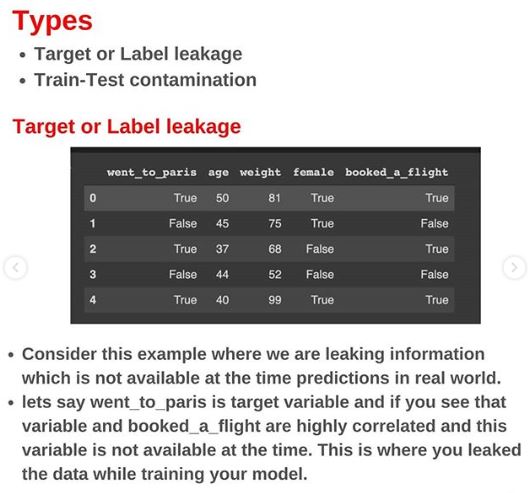 Types
• Target or Label leakage
• Train-Test contamination
Target or Label leakage
went_to_paris age weight female booked_a_flight
0 True 50 81 True True
1 False 45 75 True False
2 True 37 68 False True
3 False 44 52 False False
4 True 40 99 True True
• Consider this example where we are leaking information
which is not available at the time predictions in real world.
• lets say went_to_paris is target variable and if you see that
variable and booked_a_flight are highly correlated and this
variable is not available at the time. This is where you leaked
the data while training your model.